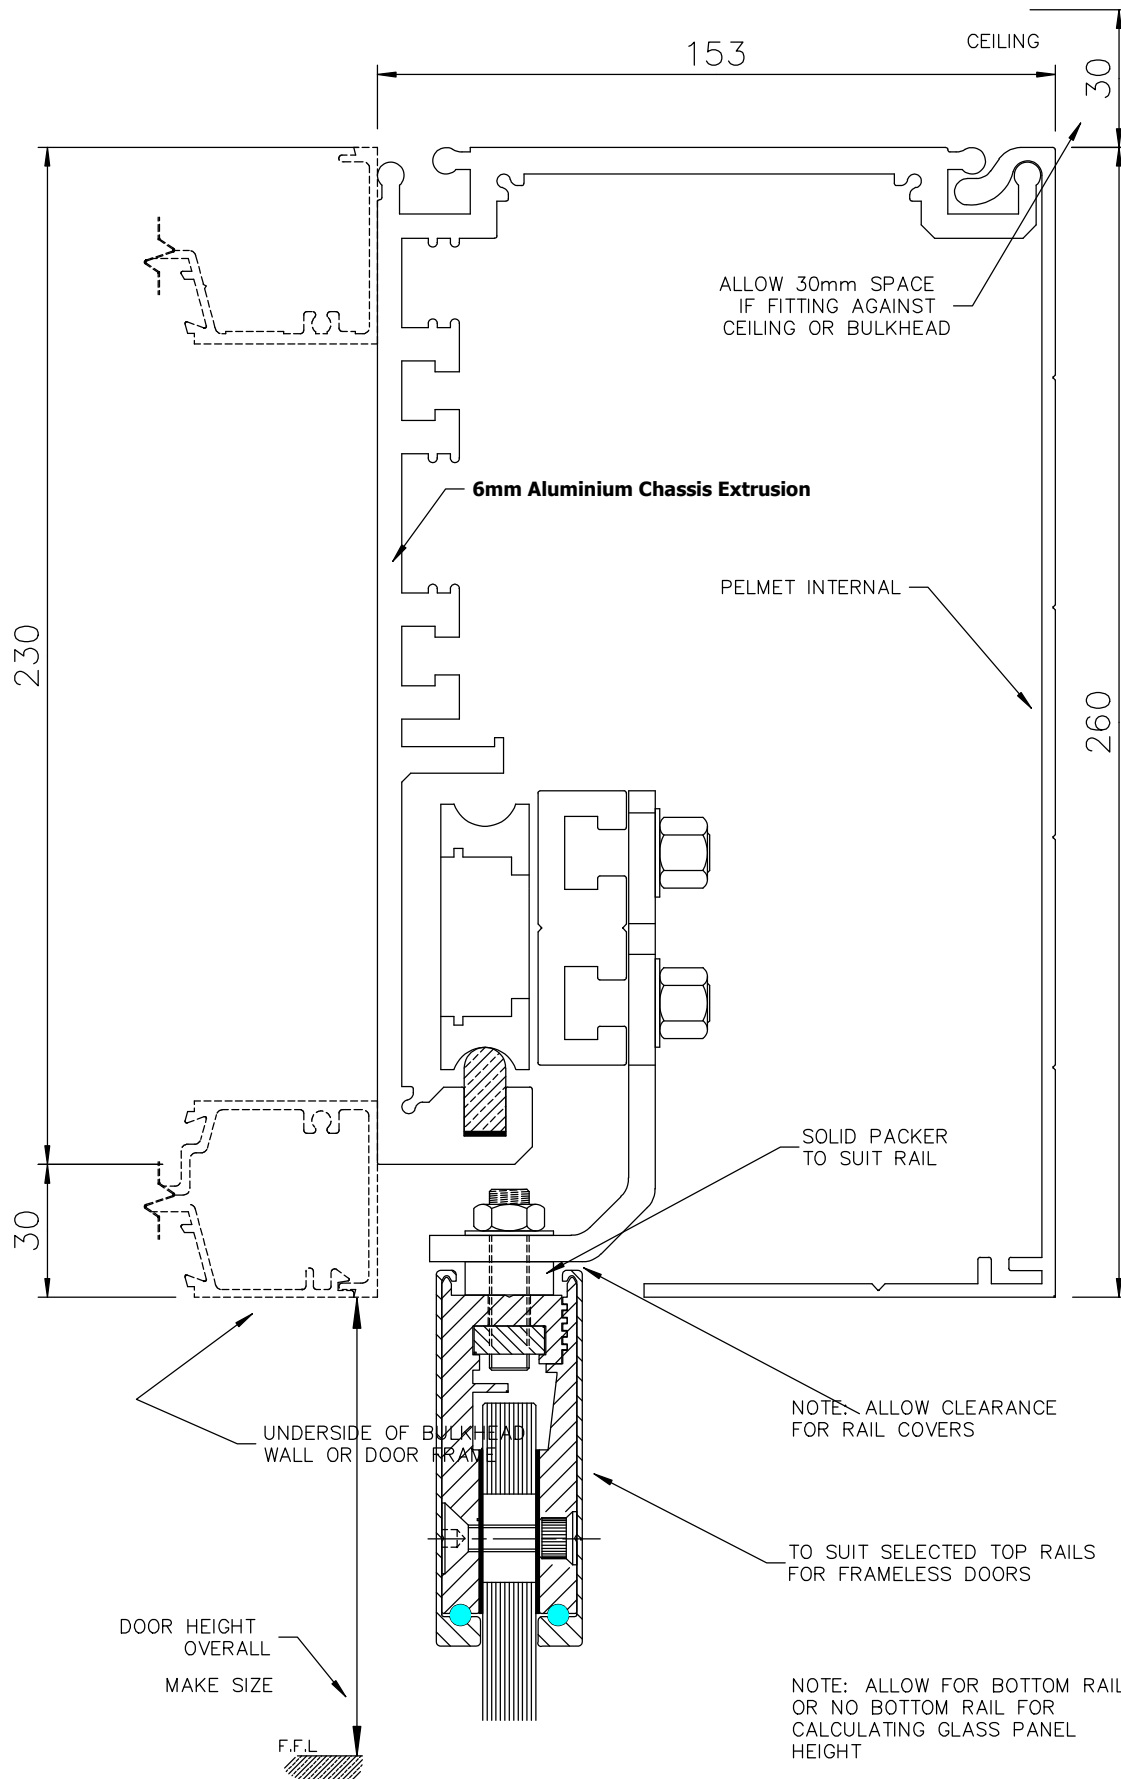 CEILING
153
30
ALLOW 30mm SPACE
IF FITTING AGAINST
CEILING OR BULKHEAD
6mm Aluminium Chassis Extrusion
PELMET INTERNAL
230
260
SOLID PACKER
TO SUIT RAIL
30
NOTE: ALLOW CLEARANCE
FOR RAIL COVERS
UNDERSIDE OF BULKHEAD
WALL OR DOOR FRAME
TO SUIT SELECTED TOP RAILS
FOR FRAMELESS DOORS
DOOR HEIGHT
OVERALL
MAKE SIZE
NOTE: ALLOW FOR BOTTOM RAIL
OR NO BOTTOM RAIL FOR
CALCULATING GLASS PANEL
HEIGHT
F.F.L